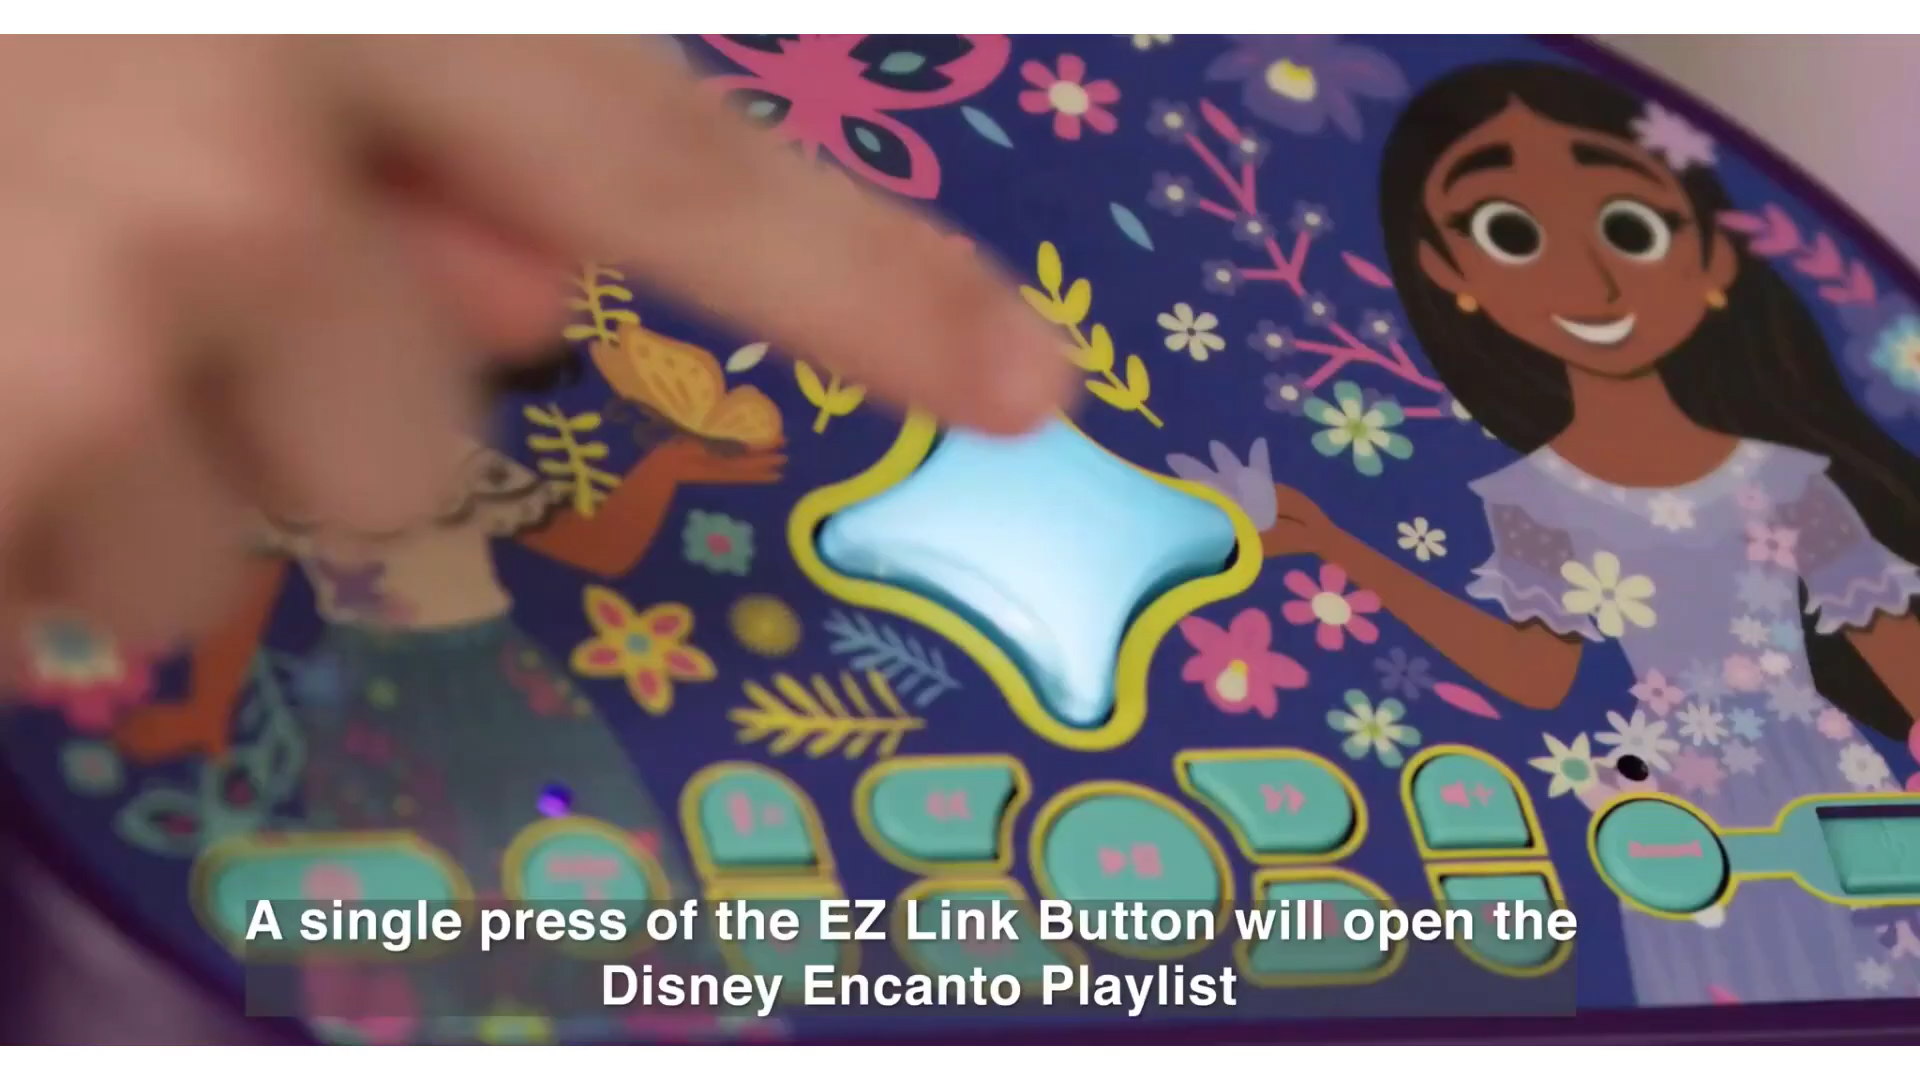 A single press of the EZ Link Button will open the
Disney Encanto Playlist